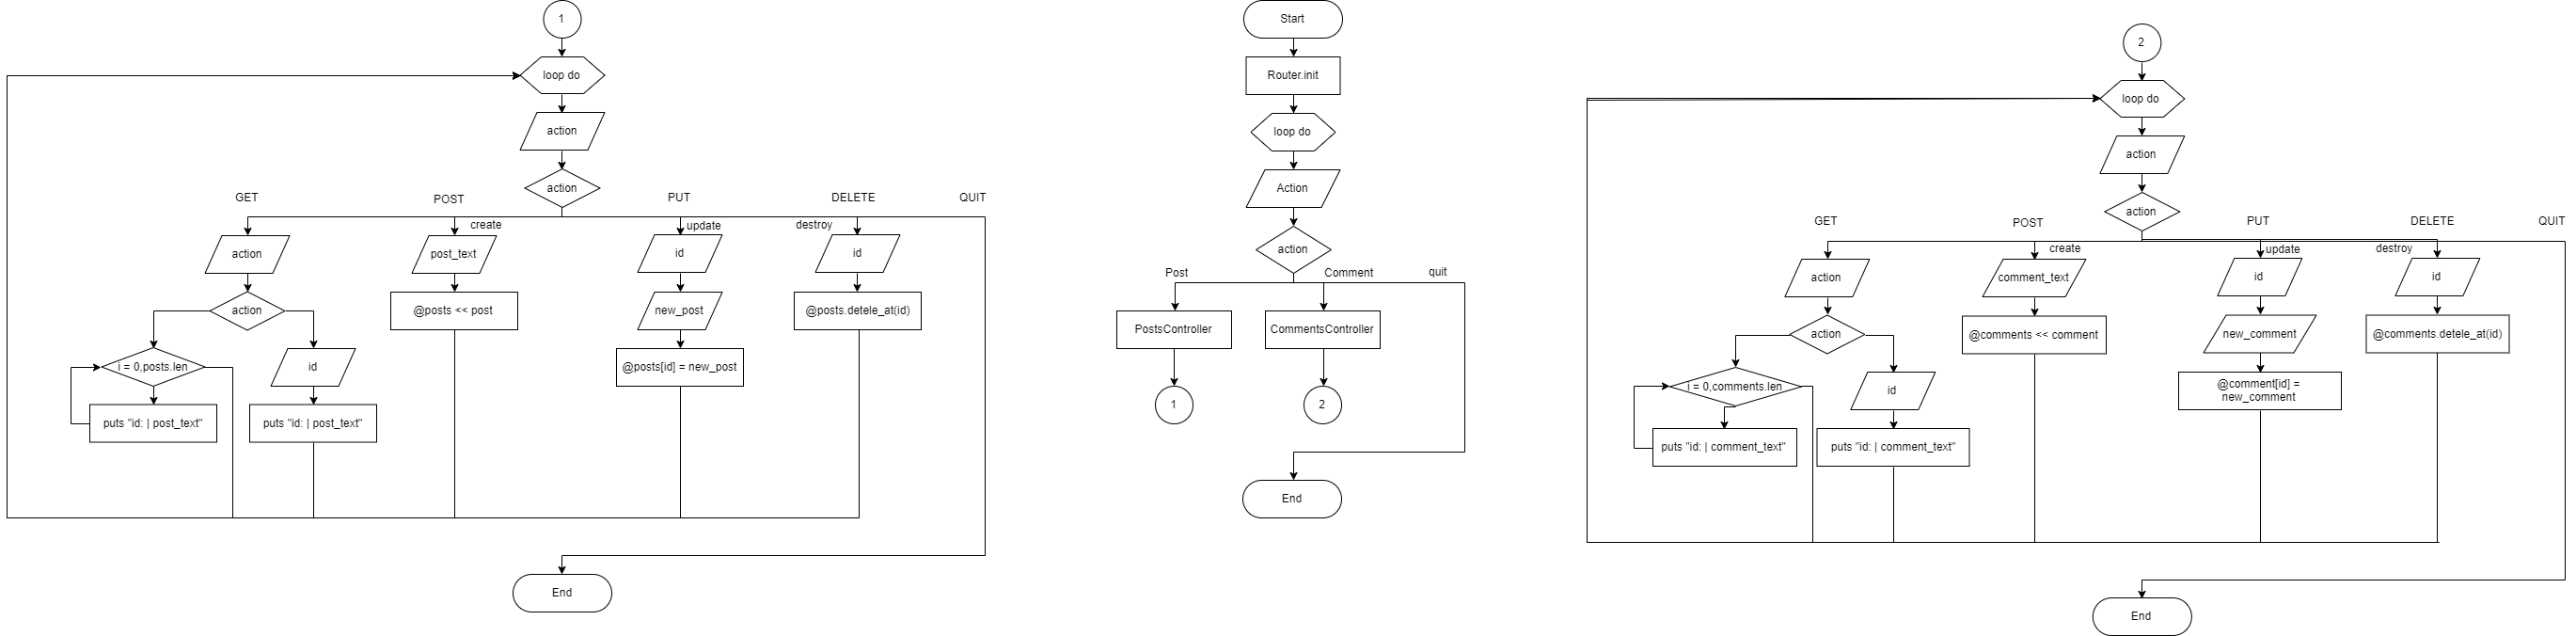 1
loop do
action
action
GET
POST
PUT
DELETE
QUIT
create
update
destroy
action
post_text
id
id
action
@posts << post
new_post
@posts.detele_at(id)
i = 0,posts.len
id
@posts[id] = new_post
puts "id: | post_text"
puts "id: | post_text"
End
Start
Router.init
loop do
Action
action
Post
Comment
quit
PostsController
CommentsController
1
2
End
2
loop do
action
action
GET
POST
PUT
DELETE
QUIT
create
update
destroy
action
comment_text
id
id
action
@comments << comment
new_comment
@comments.detele_at(id)
i = 0,comments.len
id
@comment[id] =
new_comment
puts "id: | comment_text"
puts "id: | comment_text"
End